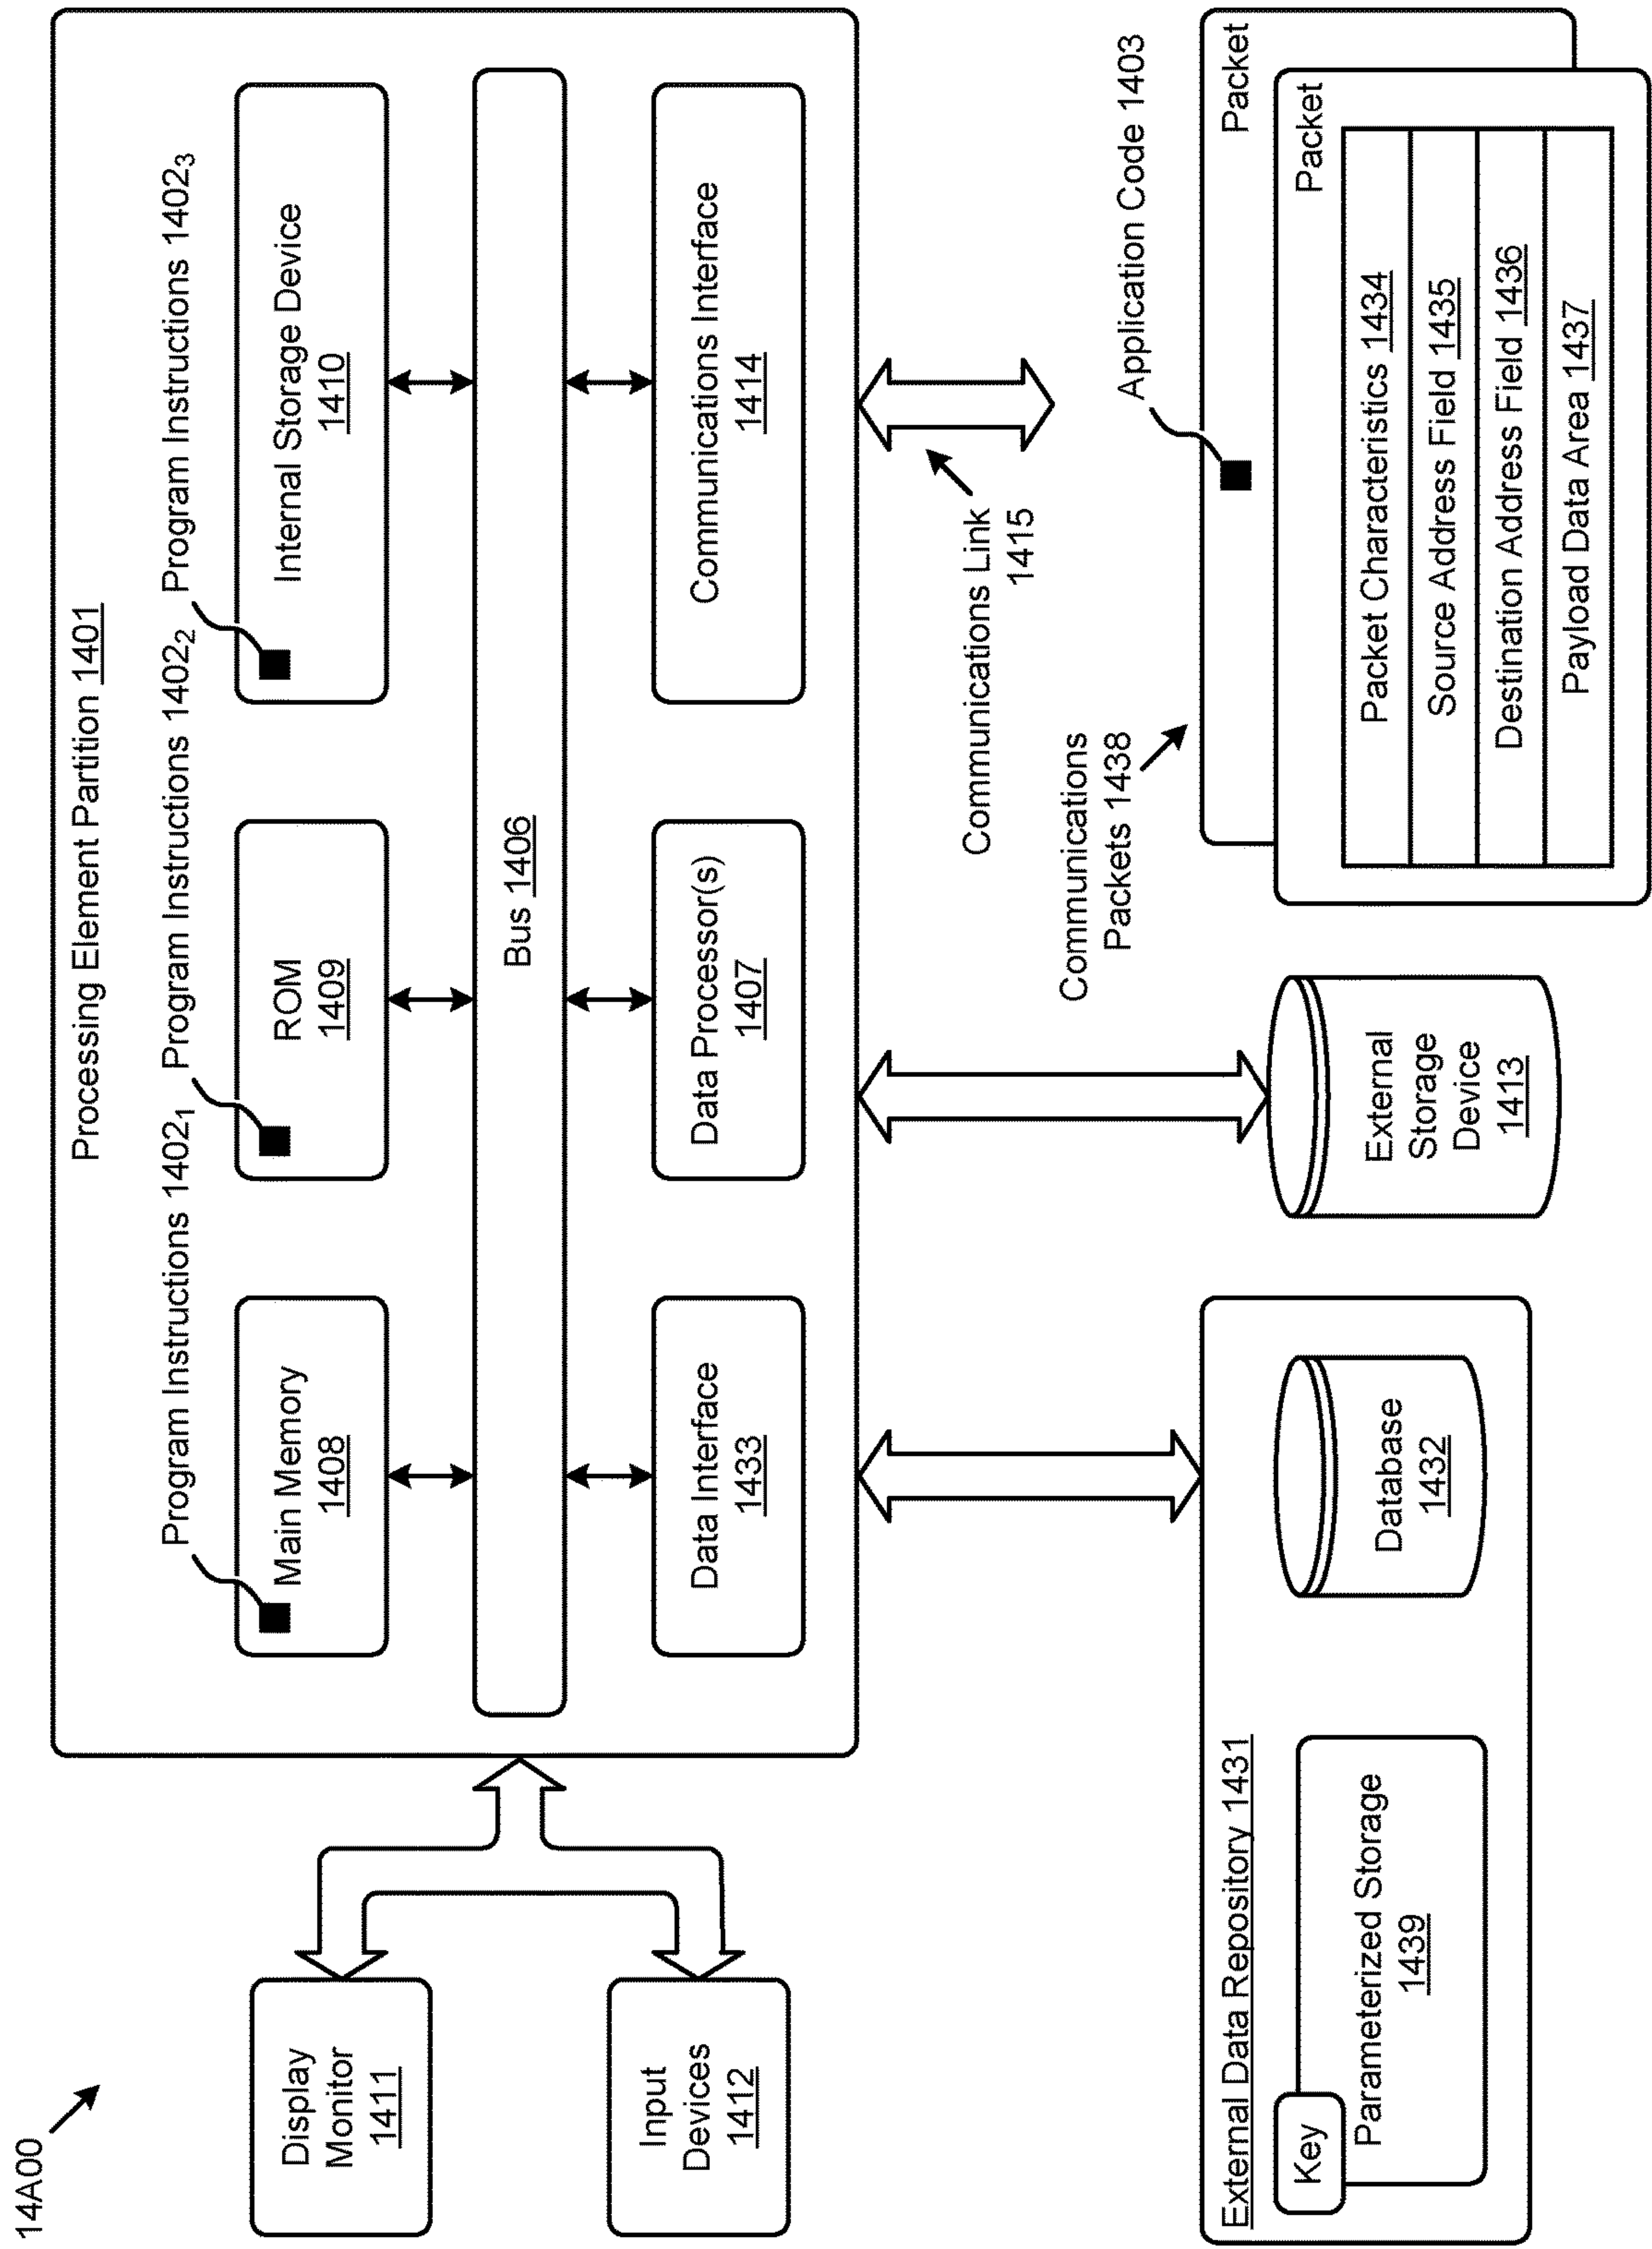 14A00
Processing Element Partition 1401
Program Instructions 1402₁
Program Instructions 1402₂
Program Instructions 1402₃
Main Memory
1408
ROM
1409
Internal Storage Device
1410
Display
Monitor
1411
Bus 1406
Input
Devices
1412
Data Interface
1433
Data Processor(s)
1407
Communications Interface
1414
Communications Link
1415
External Data Repository 1431
Key
Parameterized Storage
1439
Database
1432
External
Storage
Device
1413
Communications
Packets 1438
Application Code 1403
Packet
Packet
Packet Characteristics 1434
Source Address Field 1435
Destination Address Field 1436
Payload Data Area 1437